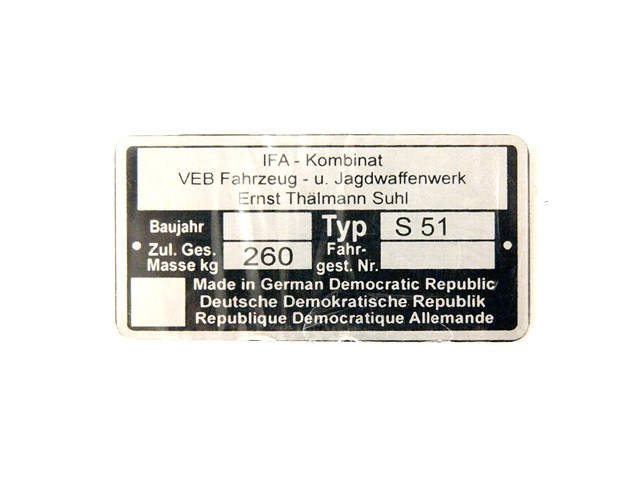 IFA - Kombinat
VEB Fahrzeug - u. Jagdwaffenwerk
Ernst Thälmann Suhl
Baujahr Typ S 51
Zul. Ges. Masse kg 260 Fahr-gest. Nr.
Made in German Democratic Republic
Deutsche Demokratische Republik
Republique Démocratique Allemande